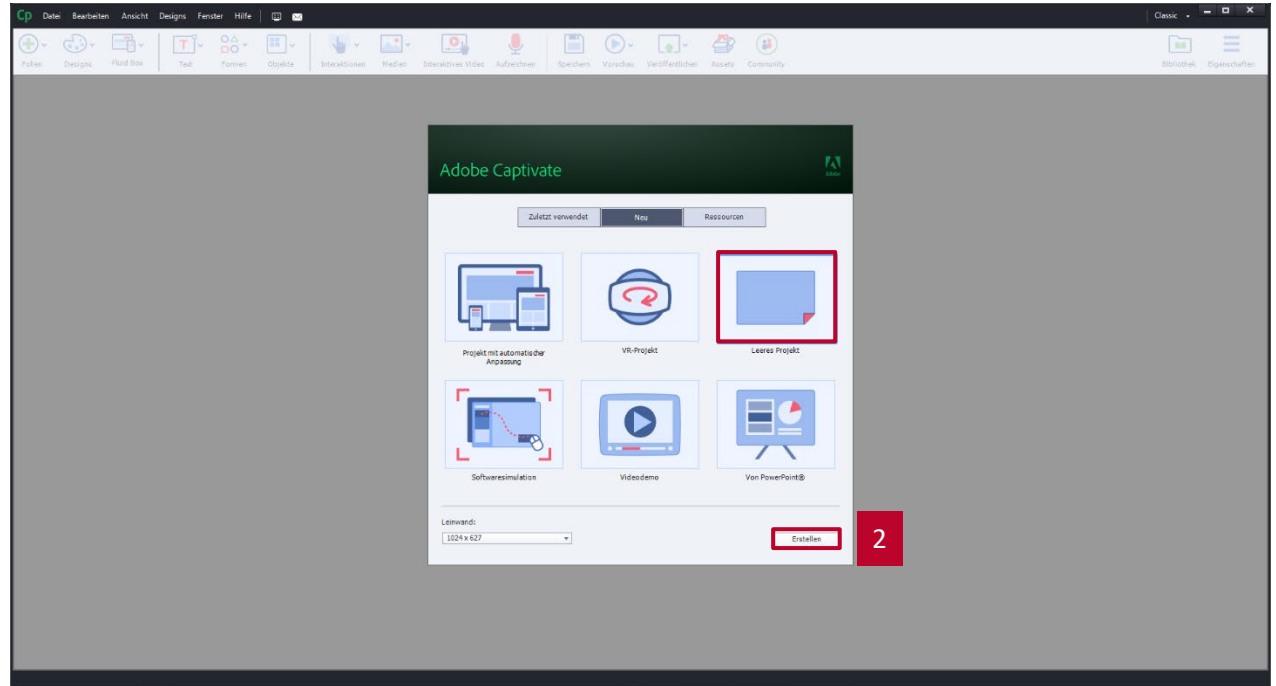 Cp Datei Bearbeiten Ansicht Designs Fenster Hilfe Classic
Folien Designs Fluid Box Text Formen Objekte Interaktionen Medien Interaktives Video Aufzeichnen Speichern Vorschau Veröffentlichen Assets Community Bibliothek Eigenschaften
Adobe Captivate
Adobe
Zuletzt verwendet Neu Ressourcen
Projekt mit automatischer
Anpassung
VR-Projekt
Leeres Projekt
Softwaresimulation
Videodemo
Von PowerPoint®
Leinwand:
1024 x 627
Erstellen
2